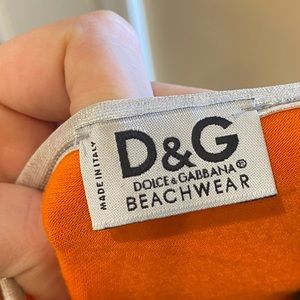 D&G
DOLCE & GABBANA®
BEACHWEAR
MADE IN ITALY